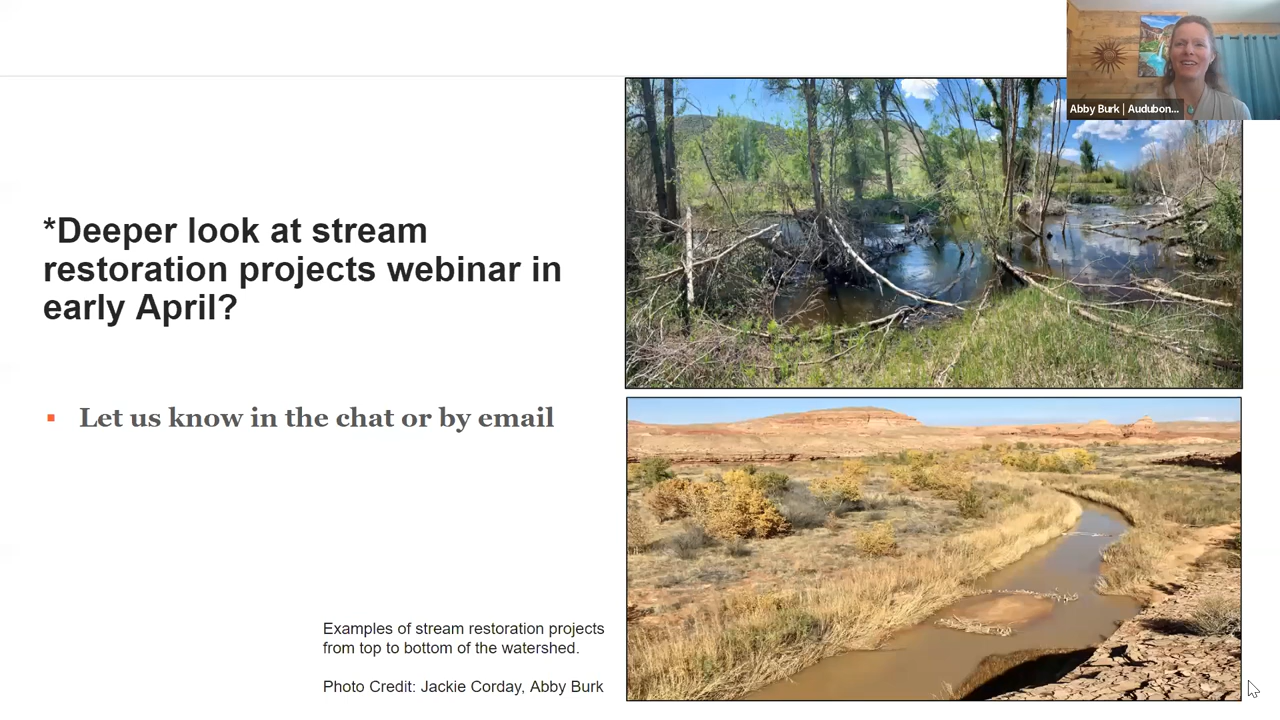 Abby Burk | Audubon...
*Deeper look at stream
restoration projects webinar in
early April?
▪ Let us know in the chat or by email
Examples of stream restoration projects
from top to bottom of the watershed.
Photo Credit: Jackie Corday, Abby Burk